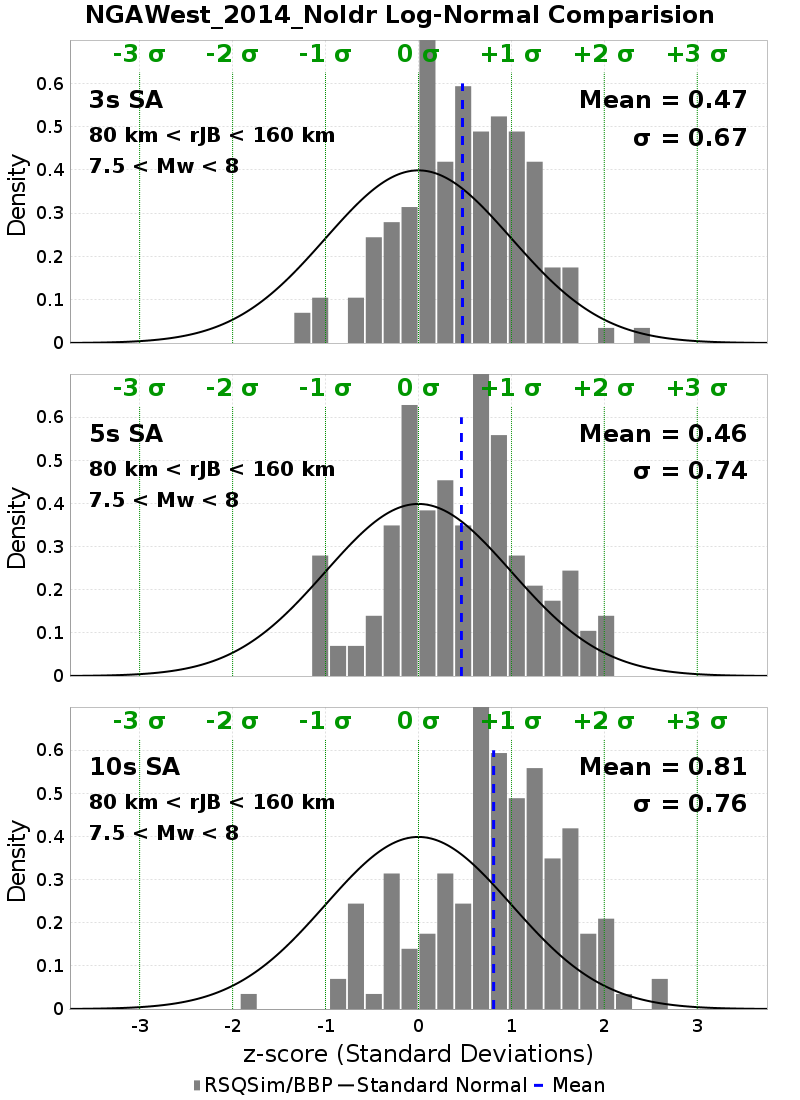 NGAWest_2014_NoIdr Log-Normal Comparision
-3 σ -2 σ -1 σ 0 σ +1 σ +2 σ +3 σ
0.6
3s SA Mean = 0.47
0.5
80 km < rJB < 160 km σ = 0.67
7.5 < Mw < 8
0.4
0.3
0.2
0.1
0
Density
-3 σ -2 σ -1 σ 0 σ +1 σ +2 σ +3 σ
0.6
5s SA Mean = 0.46
0.5
80 km < rJB < 160 km σ = 0.74
7.5 < Mw < 8
0.4
0.3
0.2
0.1
0
Density
-3 σ -2 σ -1 σ 0 σ +1 σ +2 σ +3 σ
0.6
10s SA Mean = 0.81
0.5
80 km < rJB < 160 km σ = 0.76
7.5 < Mw < 8
0.4
0.3
0.2
0.1
0
Density
-3 -2 -1 0 1 2 3
z-score (Standard Deviations)
RSQSim/BBP Standard Normal Mean